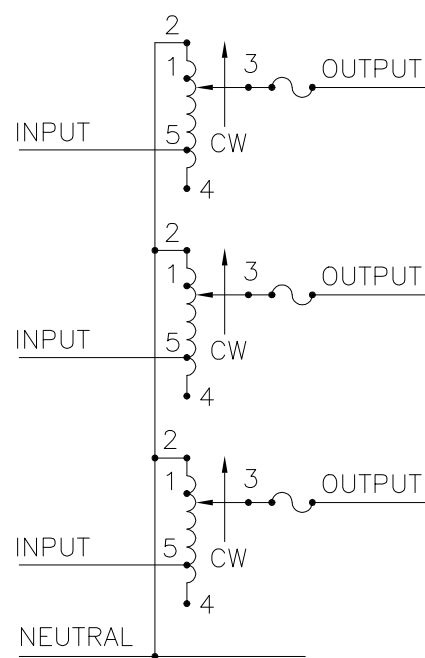 2
1 3 OUTPUT
INPUT 5 CW
4
2
1 3 OUTPUT
INPUT 5 CW
4
2
1 3 OUTPUT
INPUT 5 CW
4
NEUTRAL